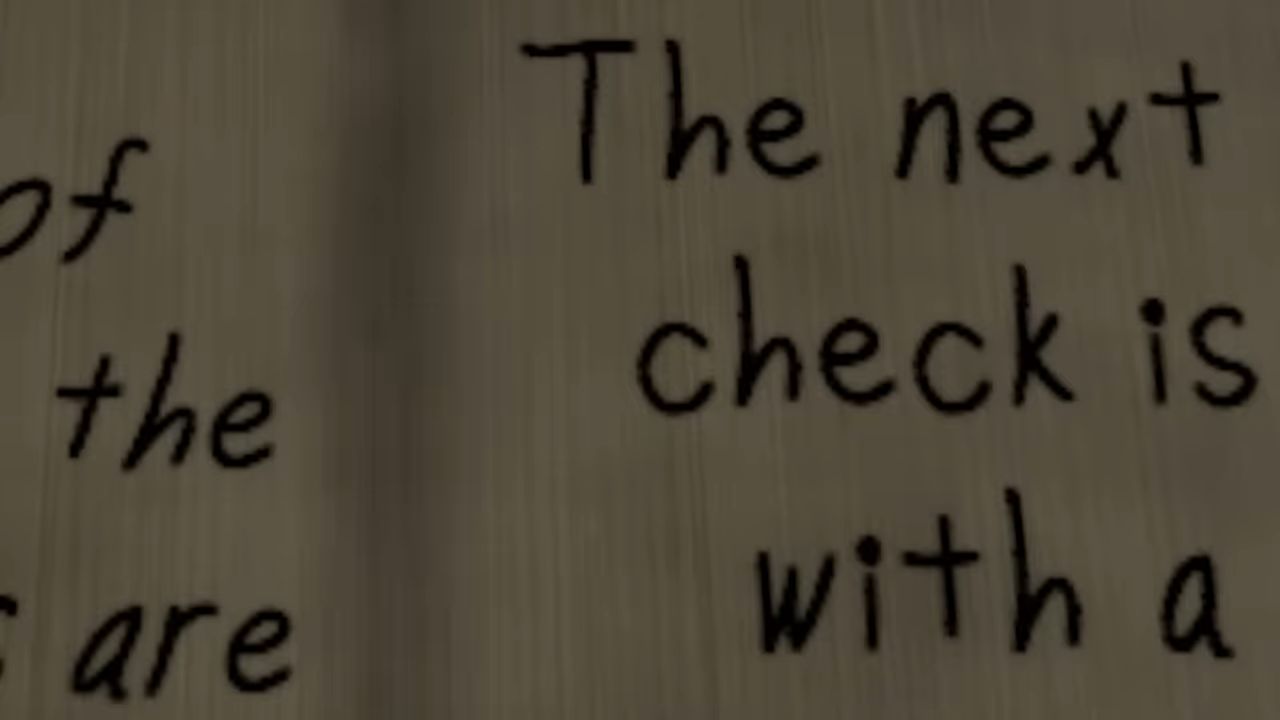 of
the
are
The next
check is
with a